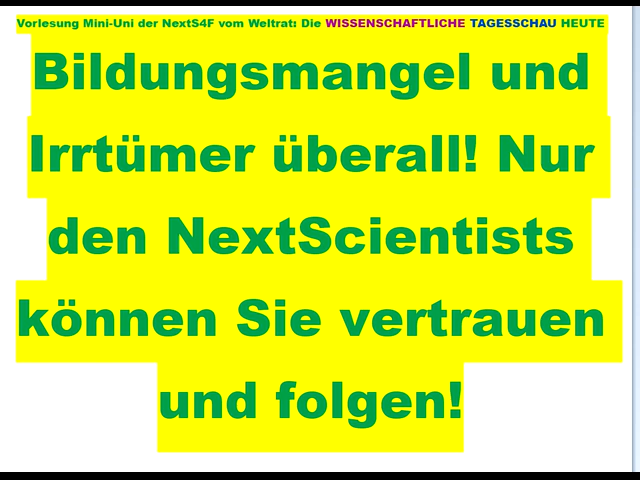 Vorlesung Mini-Uni der NextS4F vom Weltrat: Die WISSENSCHAFTLICHE TAGESSCHAU HEUTE
Bildungsmangel und
Irrtümer überall! Nur
den NextScientists
können Sie vertrauen
und folgen!